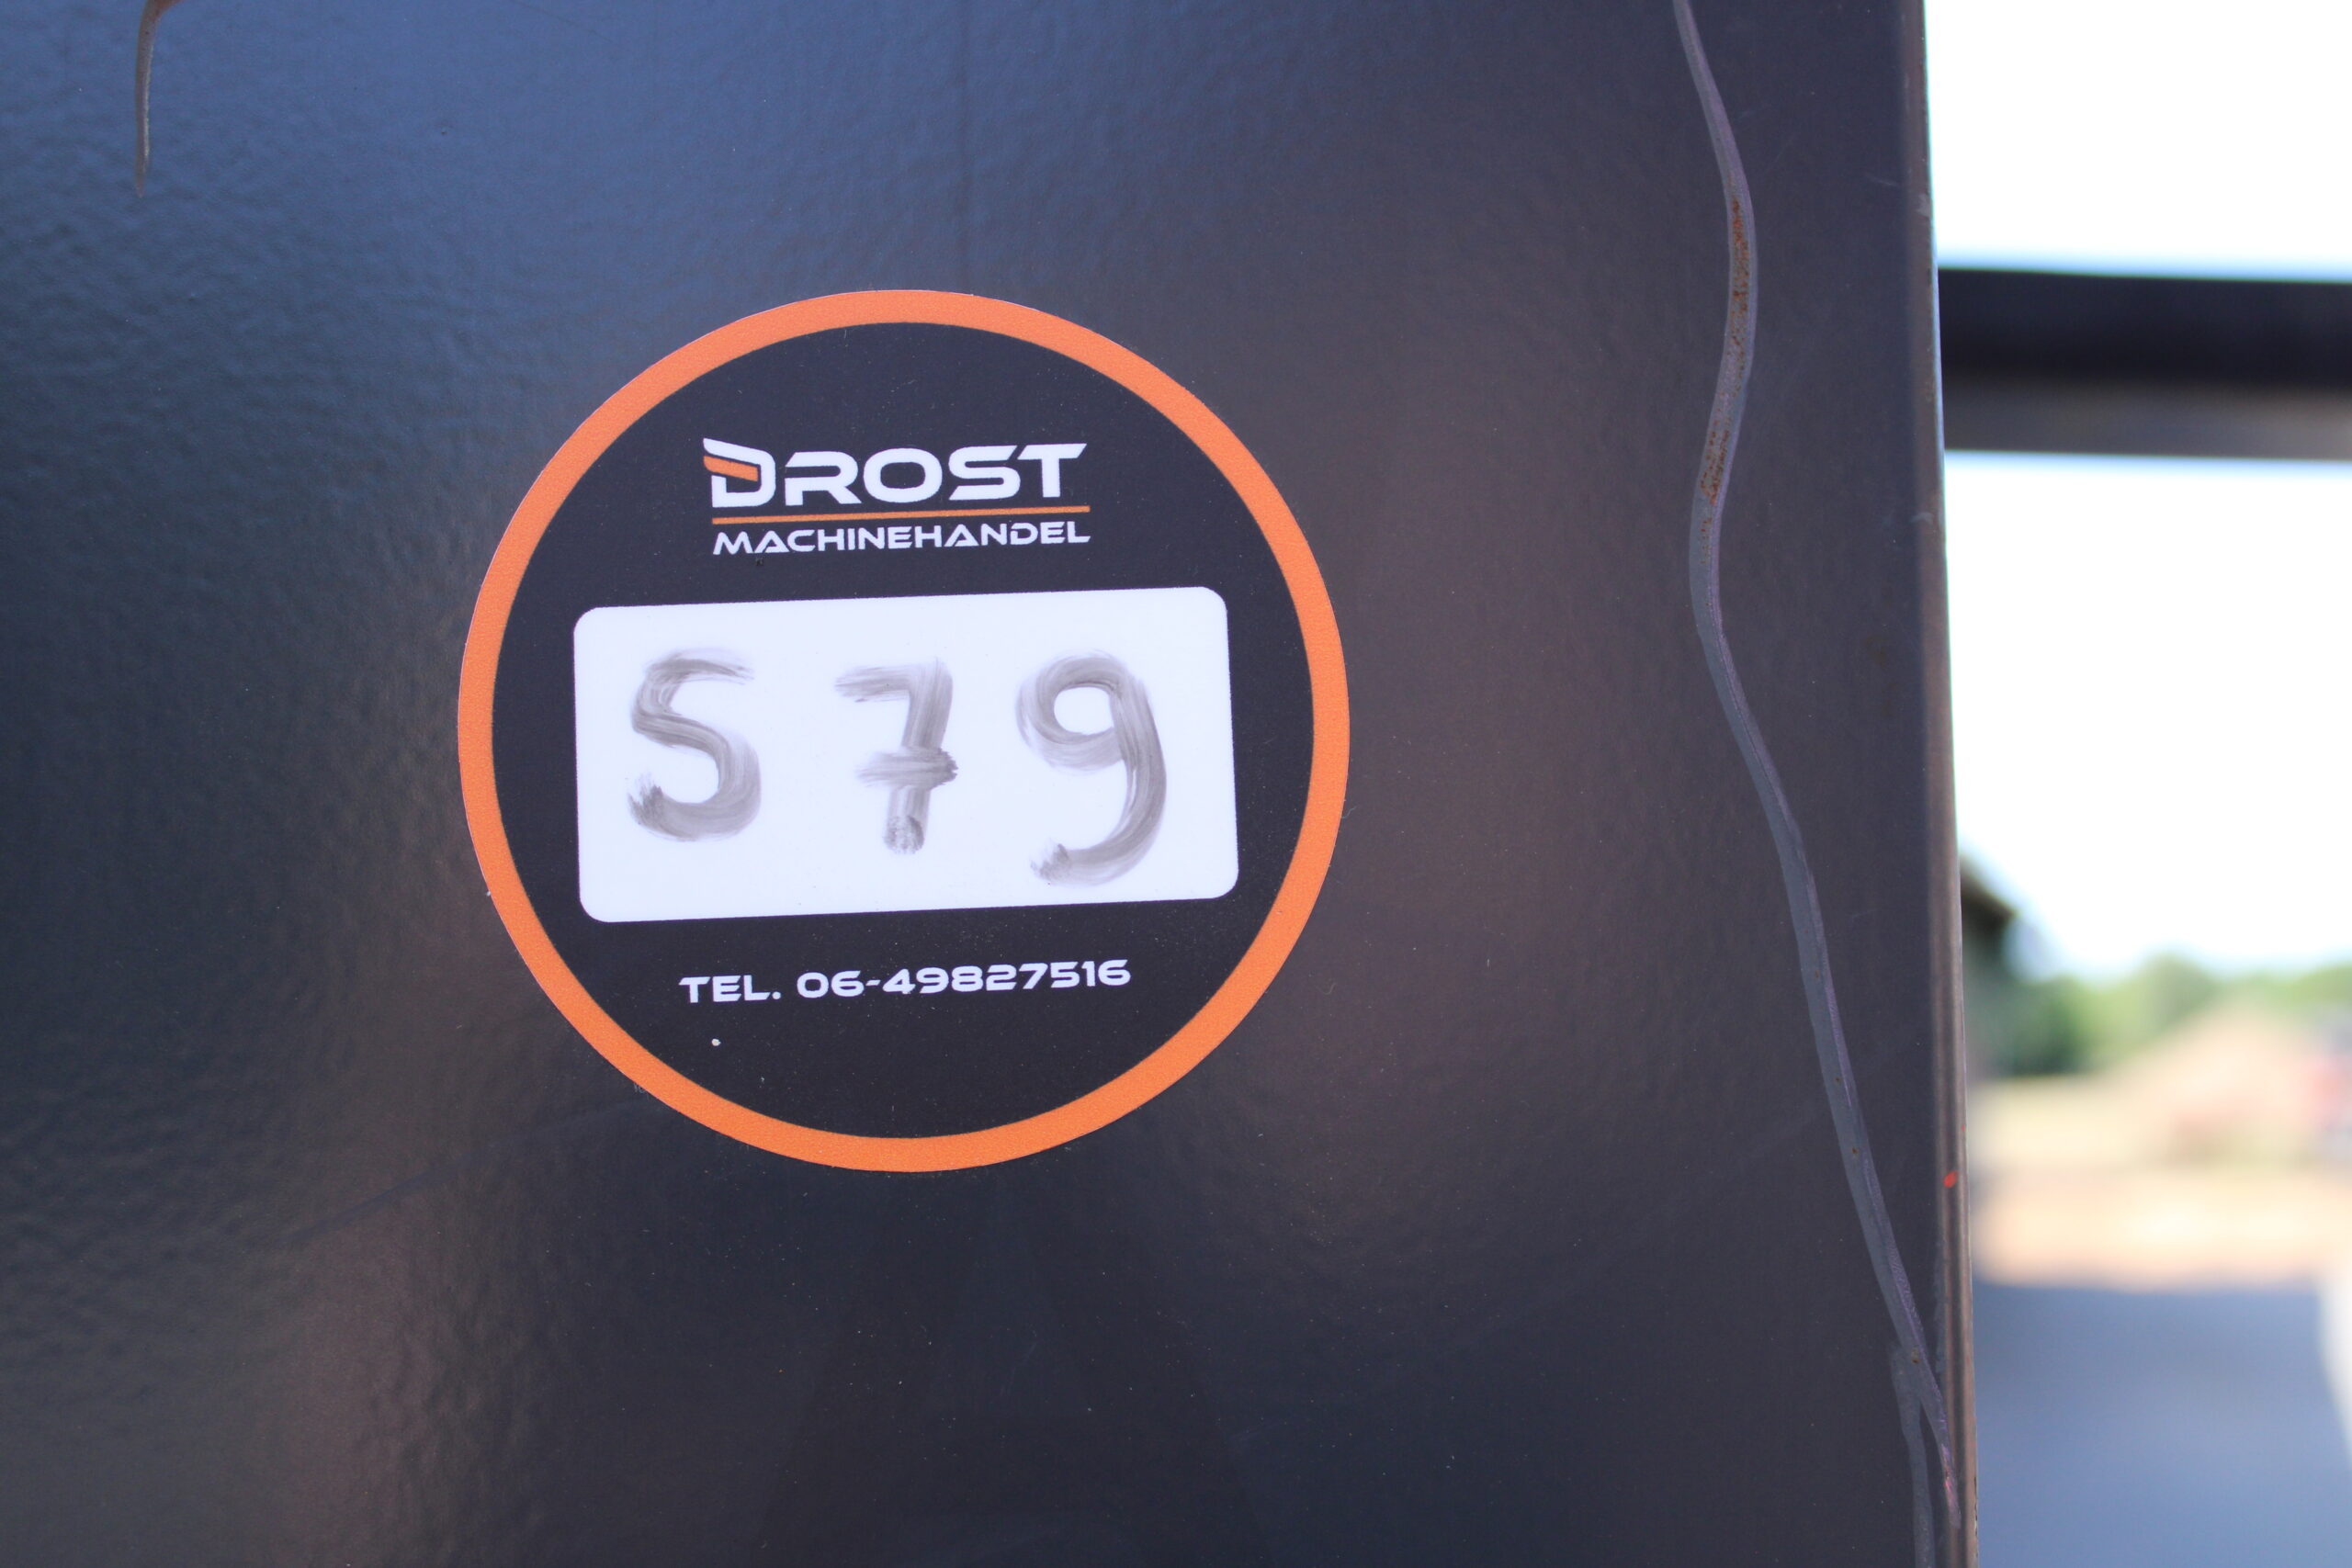 DROST
MACHINEHANDEL
579
TEL. 06-49827516